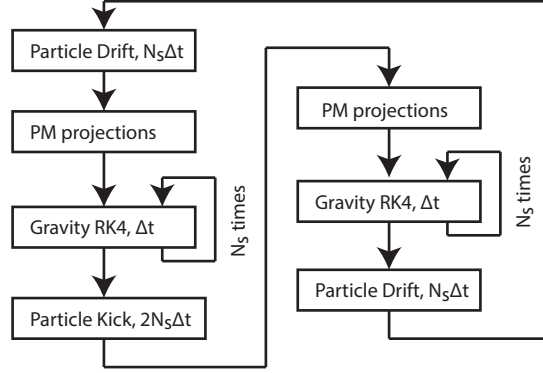 Particle Drift, NsΔt
PM projections
Gravity RK4, Δt
Ns times
Particle Kick, 2NsΔt
PM projections
Gravity RK4, Δt
Ns times
Particle Drift, NsΔt